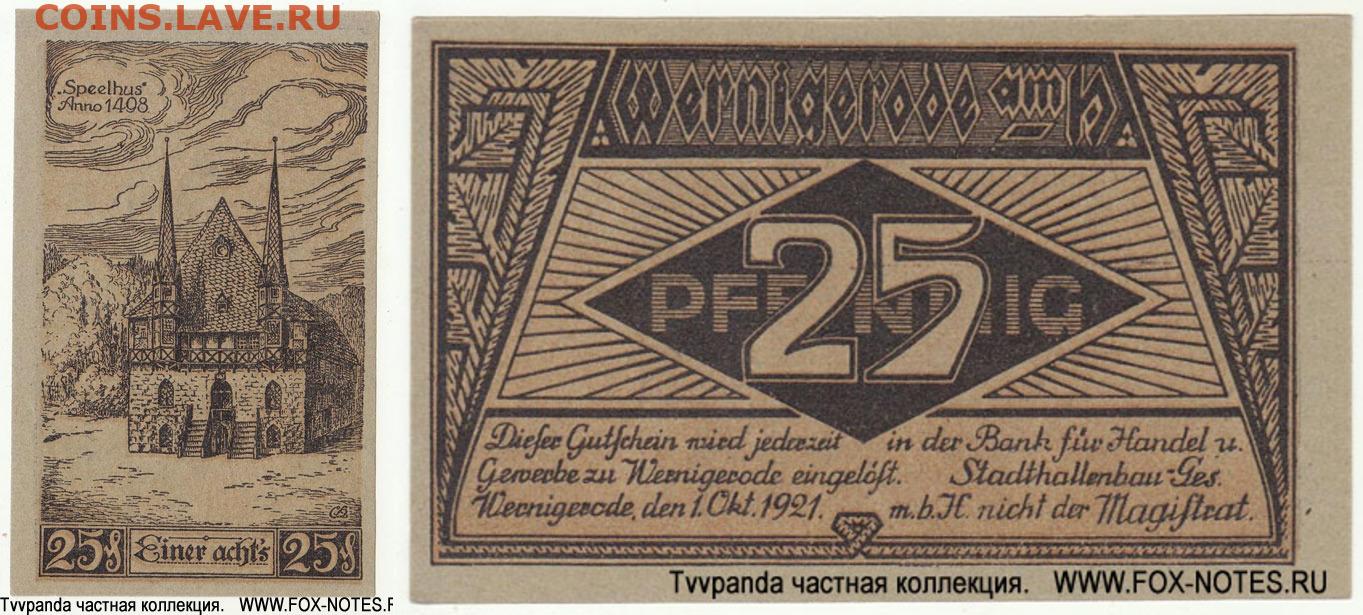 COINS.LAVE.RU
„Speelhus“
Anno 1498
25₰ Einer acht's 25₰
Tvvpanda частная коллекция. WWW.FOX-NOTES.F
Wernigerode am H
25
PFENNIG
Dieser Gutschein wird jederzeit in der Bank für Handel u.
Gewerbe zu Wernigerode eingelöst. Stadthallenbau-Ges.
Wernigerode, den 1. Okt. 1921. m.b.H. nicht der Magistrat.
Tvvpanda частная коллекция. WWW.FOX-NOTES.RU